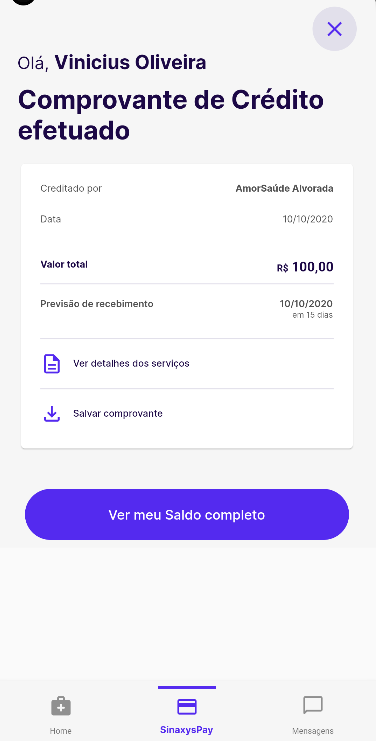 Olá, Vinicius Oliveira
Comprovante de Crédito
efetuado
Creditado por AmorSaúde Alvorada
Data 10/10/2020
Valor total R$ 100,00
Previsão de recebimento 10/10/2020
em 15 dias
Ver detalhes dos serviços
Salvar comprovante
Ver meu Saldo completo
Home SinaxysPay Mensagens